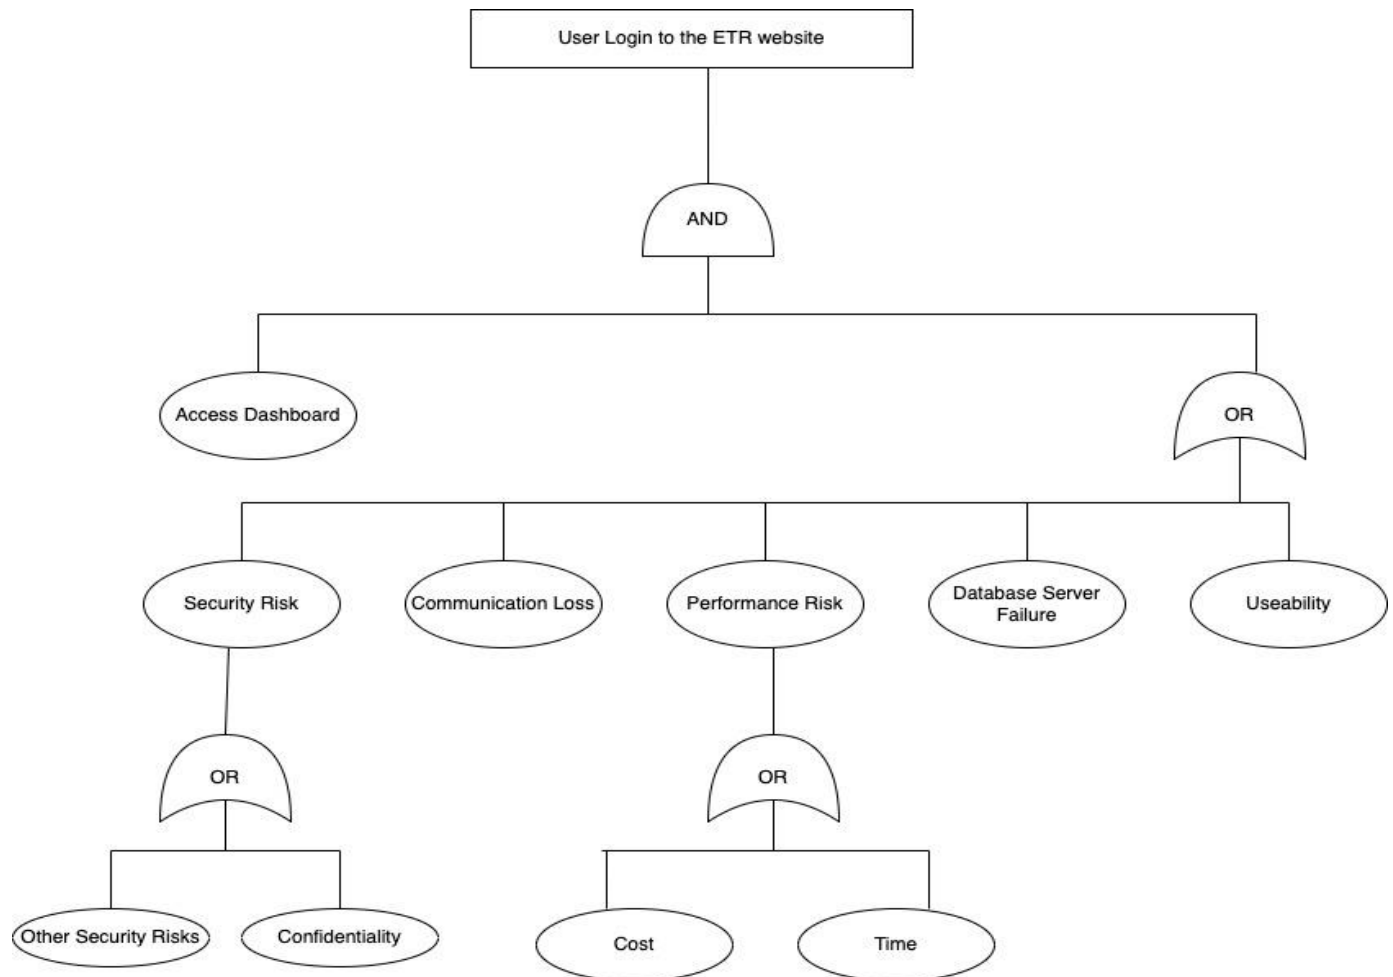 User Login to the ETR website
AND
Access Dashboard
OR
Security Risk
Communication Loss
Performance Risk
Database Server
Failure
Useability
OR
OR
Other Security Risks
Confidentiality
Cost
Time